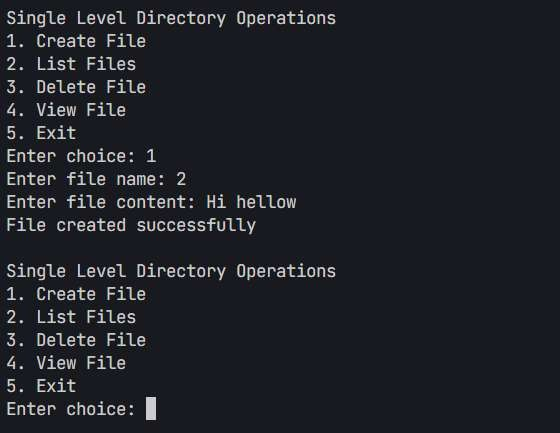 Single Level Directory Operations
1. Create File
2. List Files
3. Delete File
4. View File
5. Exit
Enter choice: 1
Enter file name: 2
Enter file content: Hi hellow
File created successfully
Single Level Directory Operations
1. Create File
2. List Files
3. Delete File
4. View File
5. Exit
Enter choice: